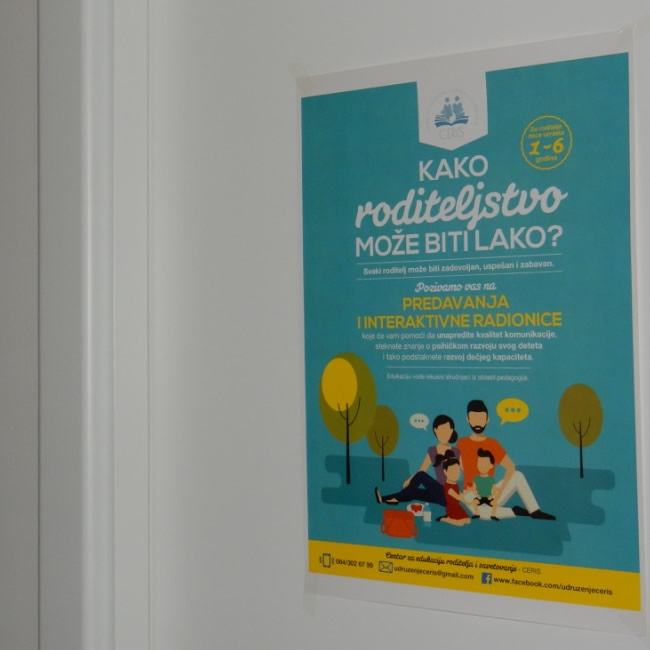 CERIS
Za roditelje
dece uzrasta
1-6
godina
KAKO
roditeljstvo
MOŽE BITI LAKO?
Svaki roditelj može biti zadovoljan, uspešan i zabavan.
Pozivamo vas na
PREDAVANJA
I INTERAKTIVNE RADIONICE
koje će vam pomoći da unapredite kvalitet komunikacije,
steknete znanje o psihičkom razvoju svog deteta
i tako podstaknete razvoj dečjeg kapaciteta.
Edukaciju vode iskusni stručnjaci iz oblasti pedagogije.
Centar za edukaciju roditelja i savetovanje - CERIS
064/302 67 99
udruzenjeceris@gmail.com
www.facebook.com/udruzenjeceris